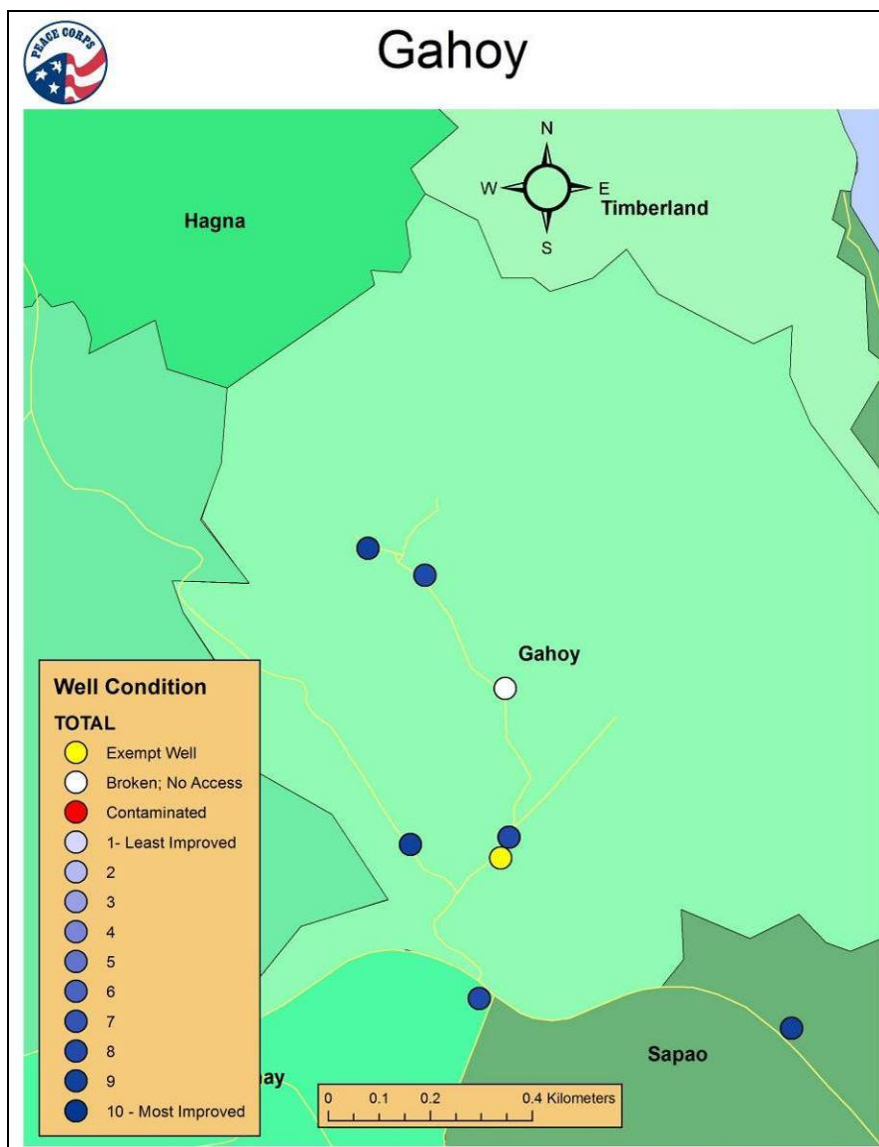 PEACE CORPS
Gahoy
N
W E
S
Timberland
Hagna
Gahoy
Well Condition
TOTAL
Exempt Well
Broken; No Access
Contaminated
1- Least Improved
2
3
4
5
6
7
8
9
10 - Most Improved
Sapao
0 0.1 0.2 0.4 Kilometers